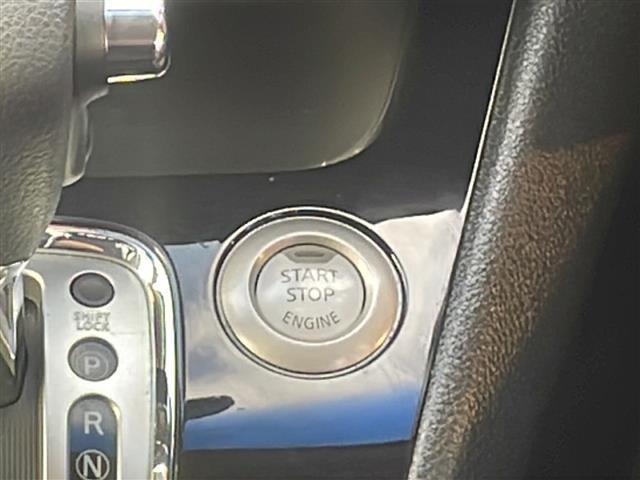 START
STOP
ENGINE
SHIFT
LOCK
P
R
N